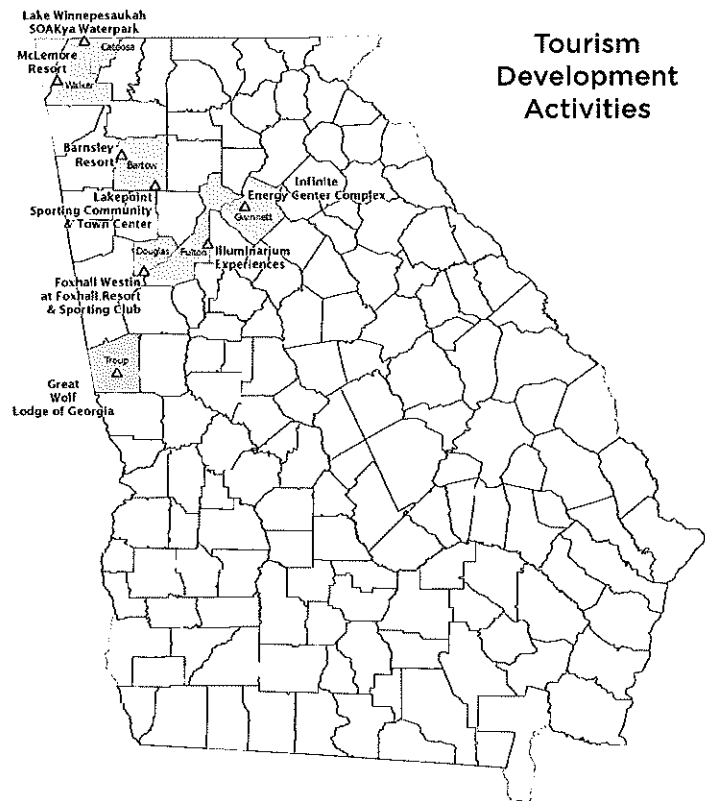 Lake Winnepesaukah
SOAKya Waterpark
Catoosa
McLemore
Resort
Walker
Tourism
Development
Activities
Barnsley
Resort
Bartow
Lakepoint
Sporting Community
& Town Center
Infinite
Energy Center Complex
Gwinnett
Douglas
Fulton
Illuminarium
Experiences
Foxhall Westin
at Foxhall Resort
& Sporting Club
Troup
Great
Wolf
Lodge of Georgia